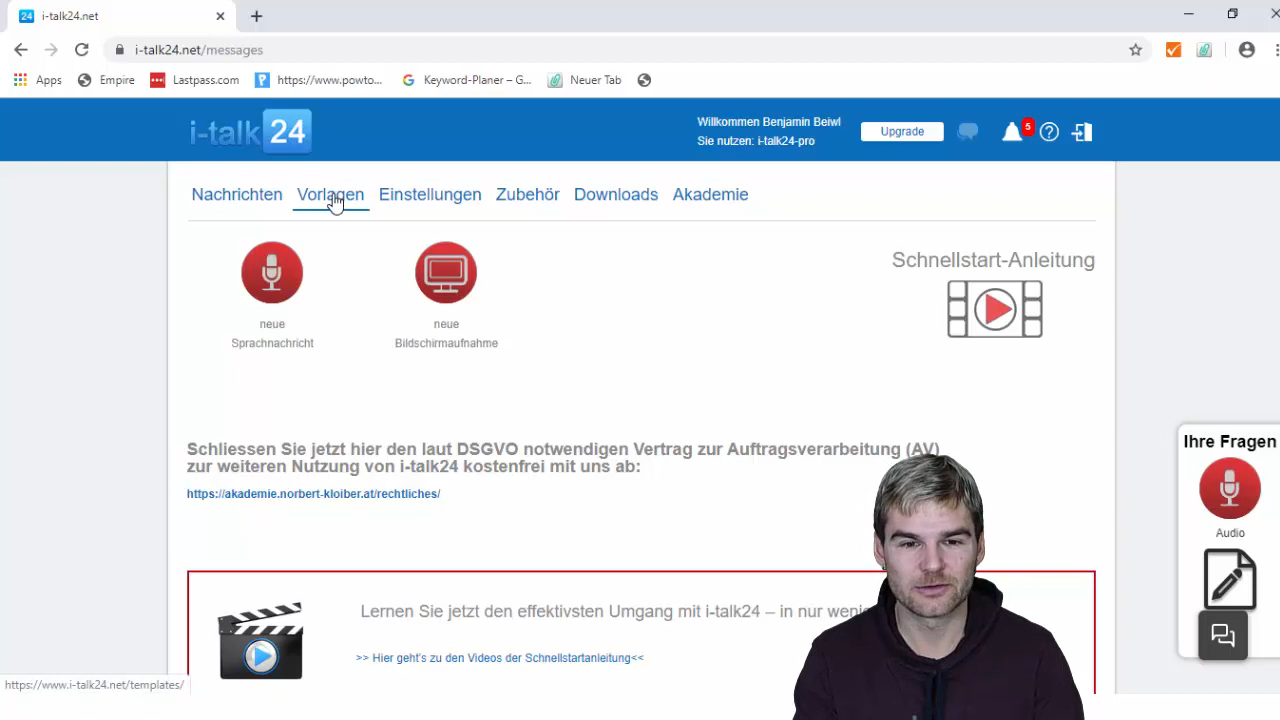 24 i-talk24.net
i-talk24.net/messages
Apps Empire Lastpass.com https://www.powto... Keyword-Planer – G... Neuer Tab
i-talk 24
Willkommen Benjamin Beiwl
Sie nutzen: i-talk24-pro
Upgrade
5
Nachrichten Vorlagen Einstellungen Zubehör Downloads Akademie
neue
Sprachnachricht
neue
Bildschirmaufnahme
Schnellstart-Anleitung
Schliessen Sie jetzt hier den laut DSGVO notwendigen Vertrag zur Auftragsverarbeitung (AV)
zur weiteren Nutzung von i-talk24 kostenfrei mit uns ab:
https://akademie.norbert-kloiber.at/rechtliches/
Ihre Fragen
Audio
Lernen Sie jetzt den effektivsten Umgang mit i-talk24 – in nur
>> Hier geht's zu den Videos der Schnellstartanleitung<<
https://www.i-talk24.net/templates/